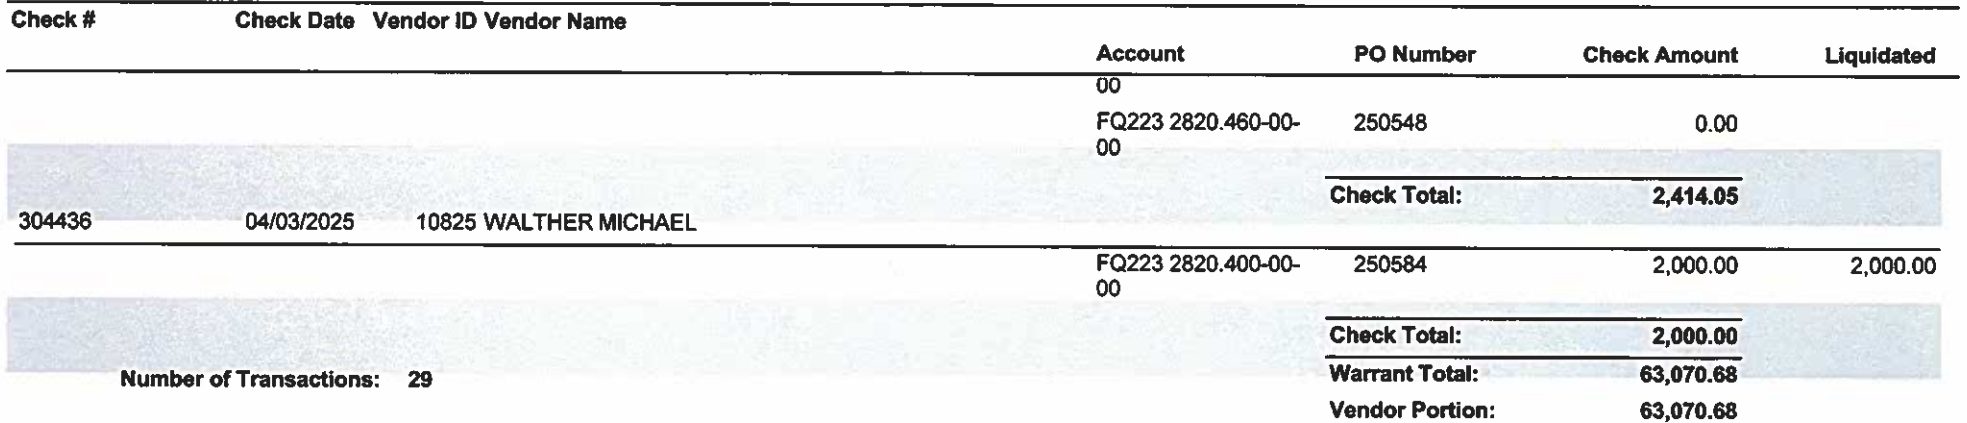 Check # Check Date Vendor ID Vendor Name
Account PO Number Check Amount Liquidated
00
FQ223 2820.460-00- 250548 0.00
00
Check Total: 2,414.05
304436 04/03/2025 10825 WALTHER MICHAEL
FQ223 2820.400-00- 250584 2,000.00 2,000.00
00
Check Total: 2,000.00
Number of Transactions: 29 Warrant Total: 63,070.68
Vendor Portion: 63,070.68